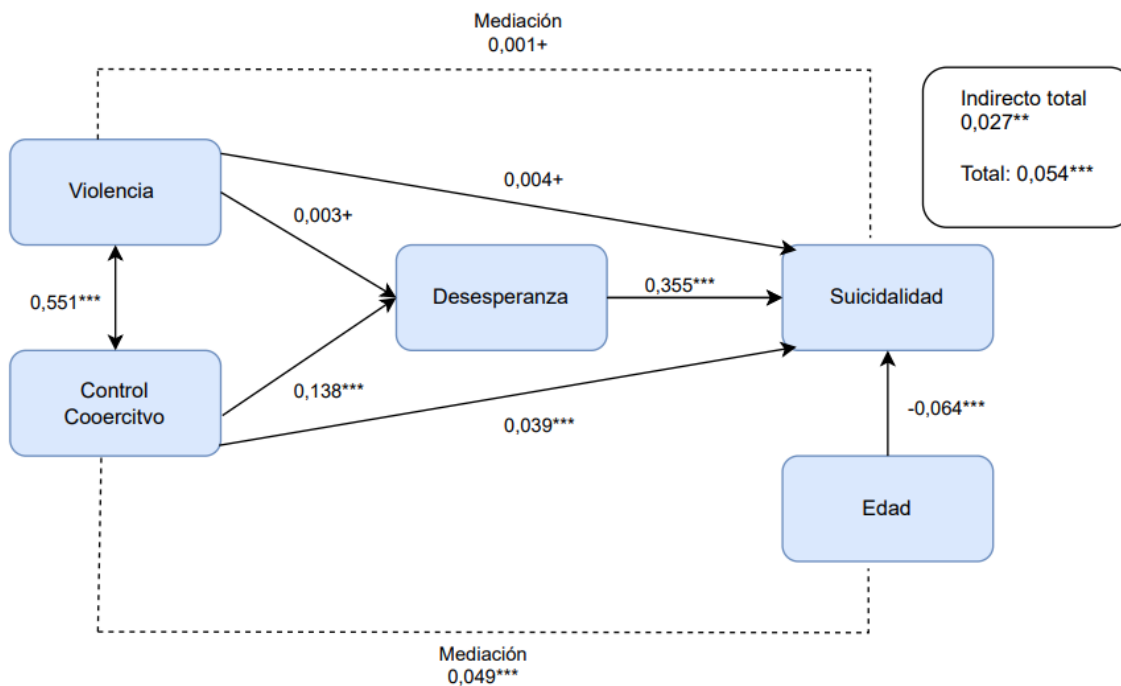 Mediación
0,001+
Indirecto total
0,027**
Total: 0,054***
Violencia
0,004+
0,003+
0,551***
Desesperanza
0,355***
Suicidalidad
Control
Cooercitvo
0,138***
0,039***
-0,064***
Edad
Mediación
0,049***